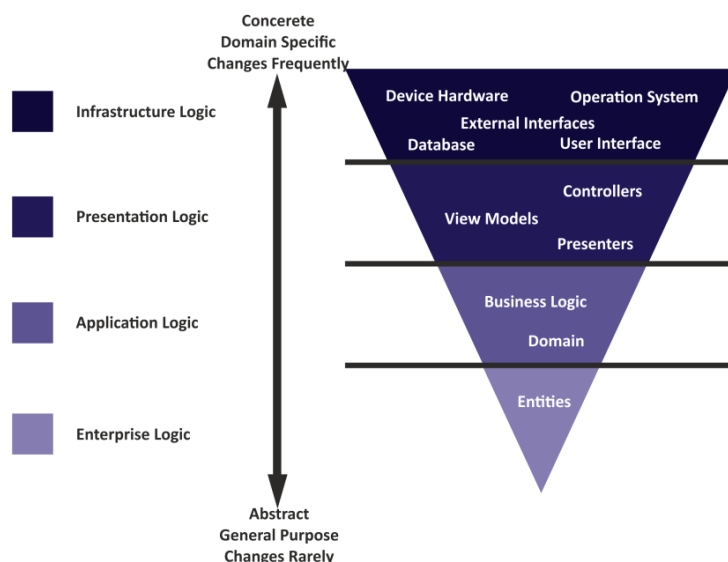 Concerete
Domain Specific
Changes Frequently
Infrastructure Logic
Presentation Logic
Application Logic
Enterprise Logic
Abstract
General Purpose
Changes Rarely
Device Hardware
Operation System
External Interfaces
Database
User Interface
Controllers
View Models
Presenters
Business Logic
Domain
Entities